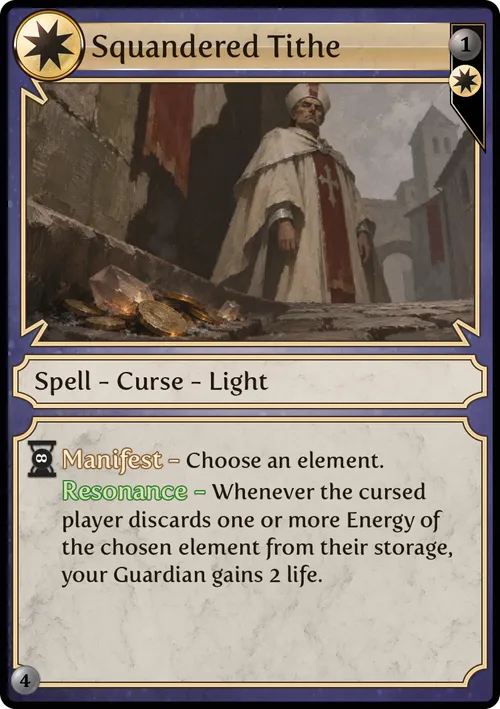 Squandered Tithe
1
Spell - Curse - Light
Manifest - Choose an element.
Resonance - Whenever the cursed
player discards one or more Energy of
the chosen element from their storage,
your Guardian gains 2 life.
4